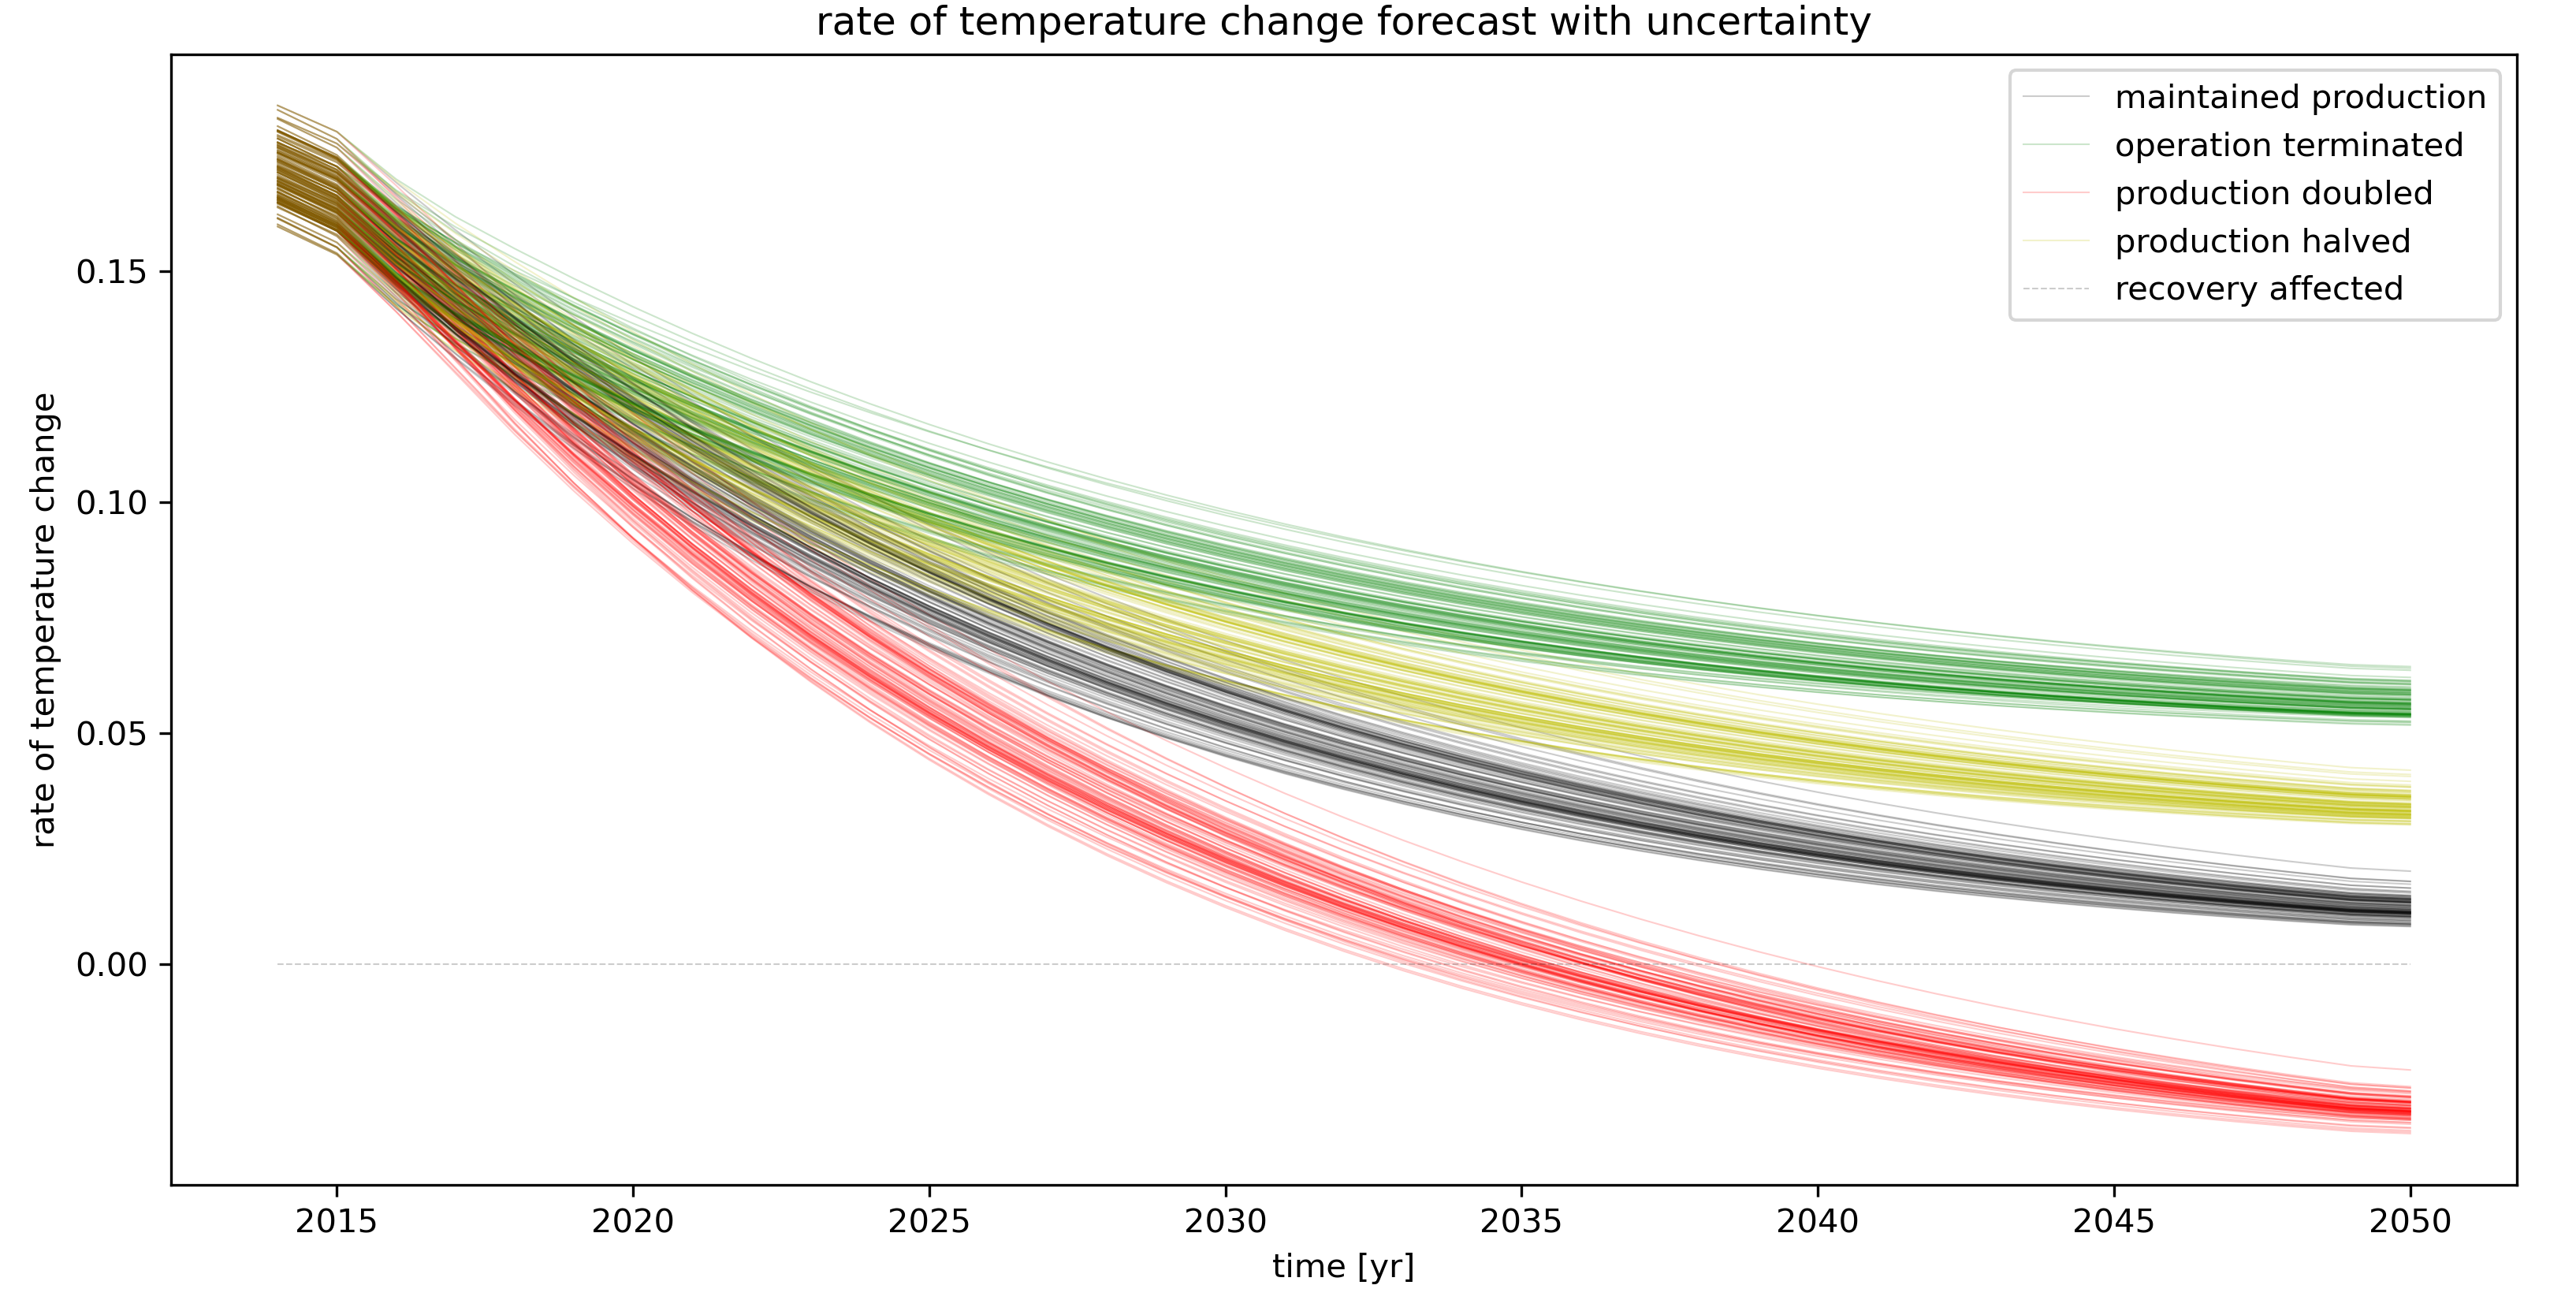 rate of temperature change forecast with uncertainty
maintained production
operation terminated
production doubled
production halved
recovery affected
rate of temperature change
0.15
0.10
0.05
0.00
2015 2020 2025 2030 2035 2040 2045 2050
time [yr]